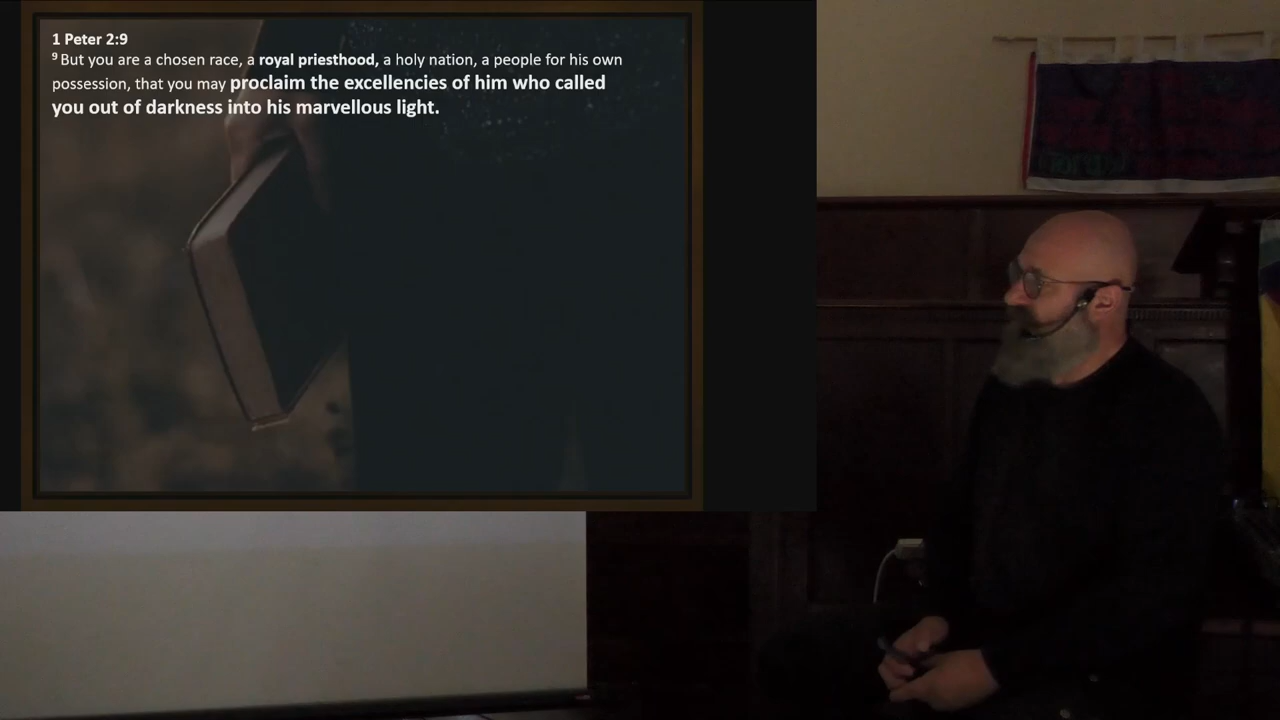 1 Peter 2:9
9 But you are a chosen race, a royal priesthood, a holy nation, a people for his own
possession, that you may proclaim the excellencies of him who called
you out of darkness into his marvellous light.